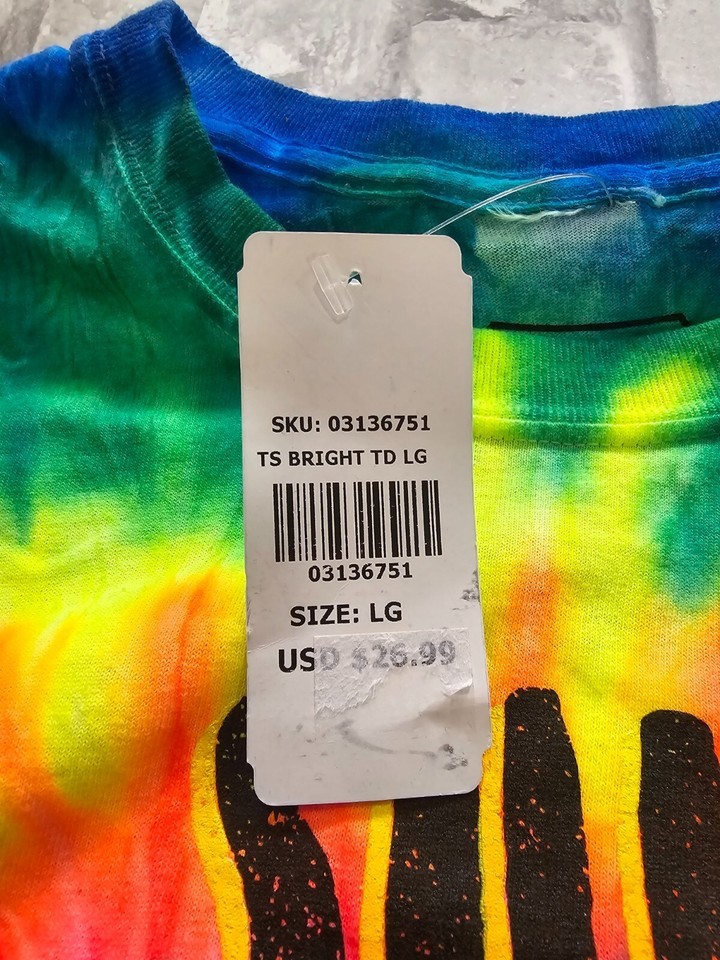 SKU: 03136751
TS BRIGHT TD LG
03136751
SIZE: LG
USD $26.99